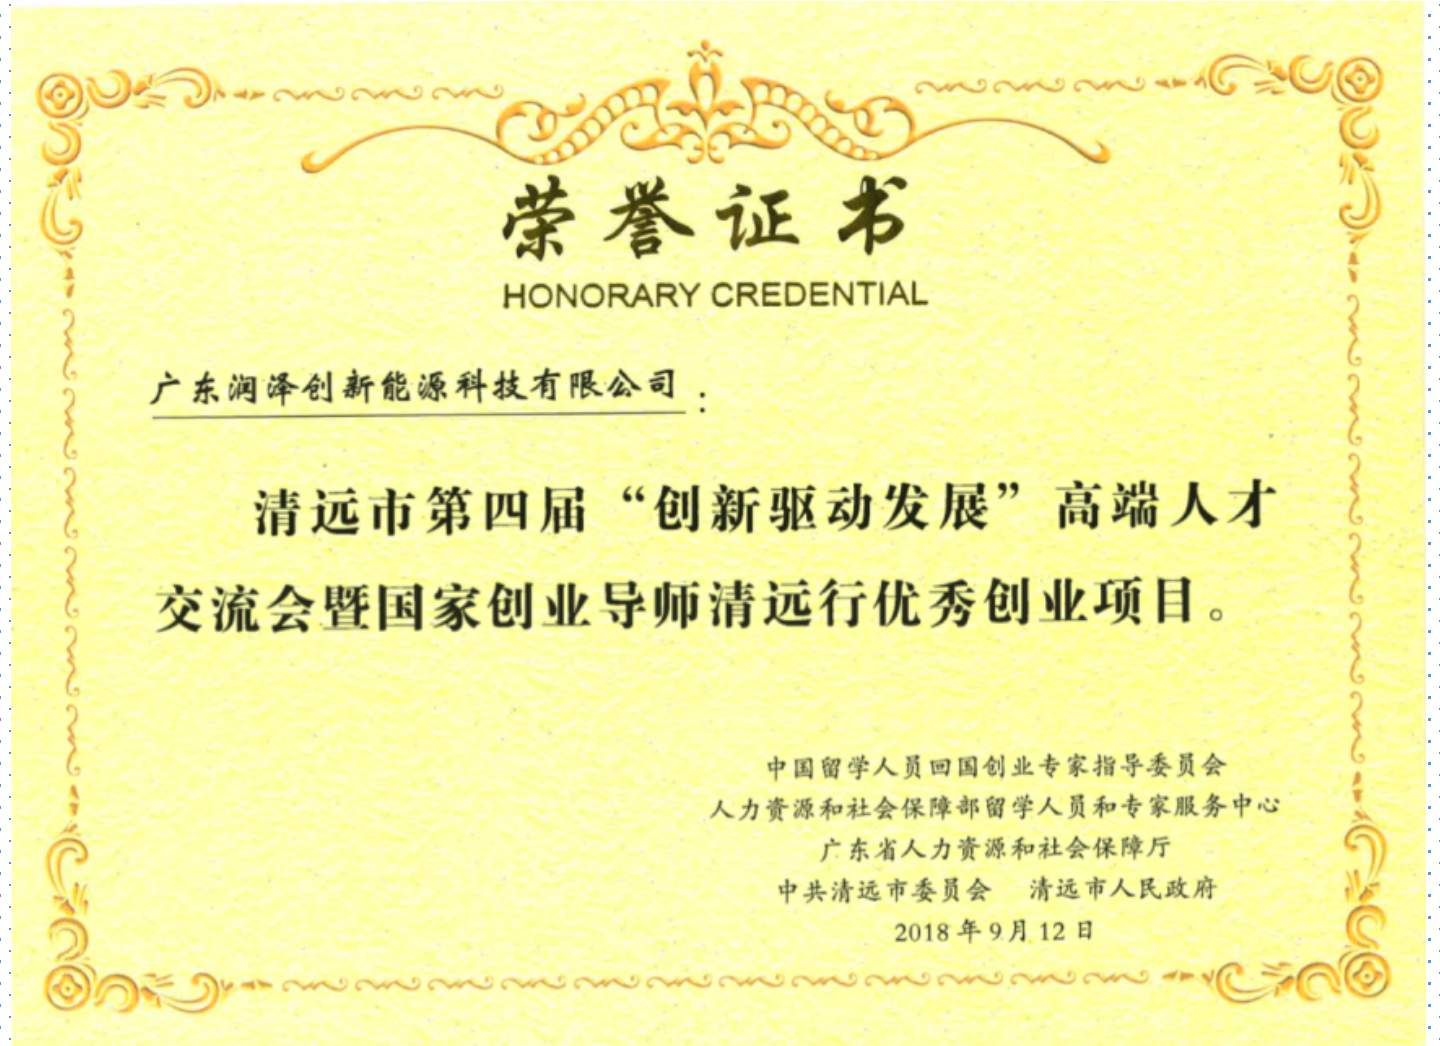 荣誉证书
HONORARY CREDENTIAL
广东润泽创新能源科技有限公司：
清远市第四届“创新驱动发展”高端人才
交流会暨国家创业导师清远行优秀创业项目。
中国留学人员回国创业专家指导委员会
人力资源和社会保障部留学人员和专家服务中心
广东省人力资源和社会保障厅
中共清远市委员会 清远市人民政府
2018年9月12日